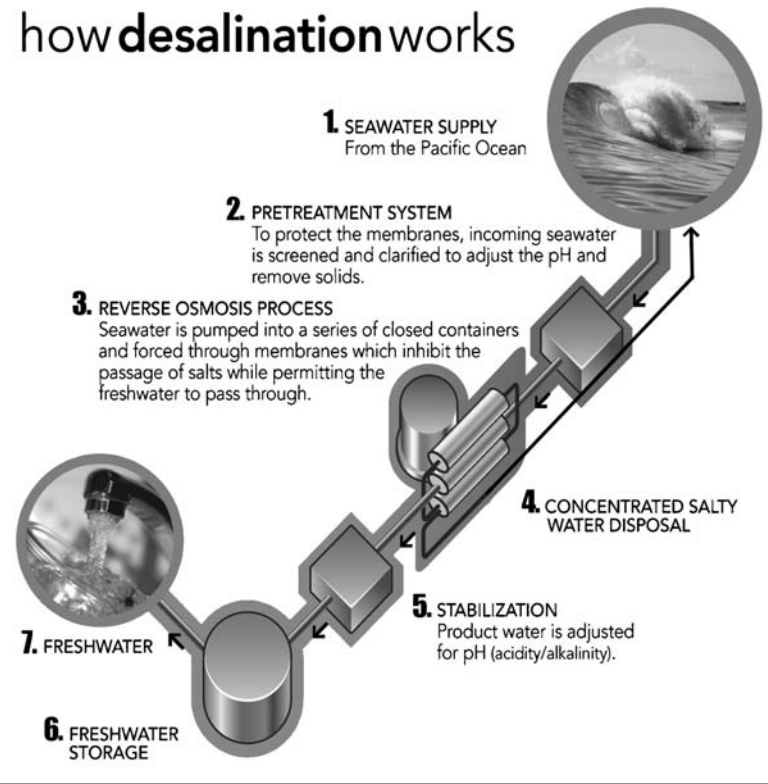 how desalination works
1. SEAWATER SUPPLY
From the Pacific Ocean
2. PRETREATMENT SYSTEM
To protect the membranes, incoming seawater
is screened and clarified to adjust the pH and
remove solids.
3. REVERSE OSMOSIS PROCESS
Seawater is pumped into a series of closed containers
and forced through membranes which inhibit the
passage of salts while permitting the
freshwater to pass through.
4. CONCENTRATED SALTY
WATER DISPOSAL
5. STABILIZATION
Product water is adjusted
for pH (acidity/alkalinity).
7. FRESHWATER
6. FRESHWATER
STORAGE